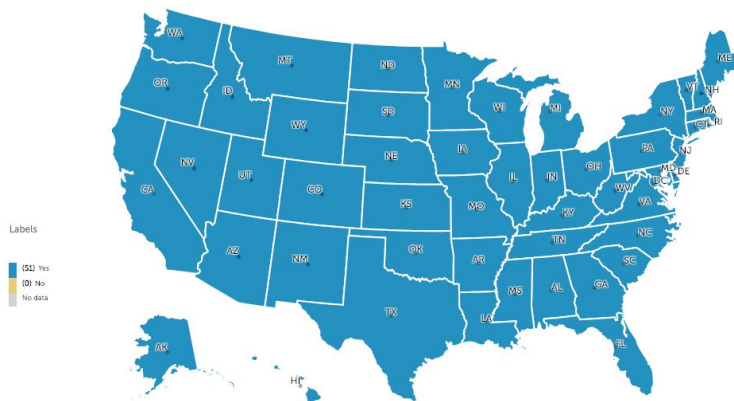 WA
MT
ND
MN
ME
OR
ID
SD
WI
MI
VT
NH
NY
MA
CT
RI
WY
IA
NE
PA
NJ
NV
UT
CO
IL
IN
OH
MD
DE
DC
WV
VA
CA
KS
MO
KY
NC
TN
AZ
NM
OK
AR
SC
MS
AL
GA
TX
LA
FL
AK
HI
Labels
(51) Yes
(0) No
No data